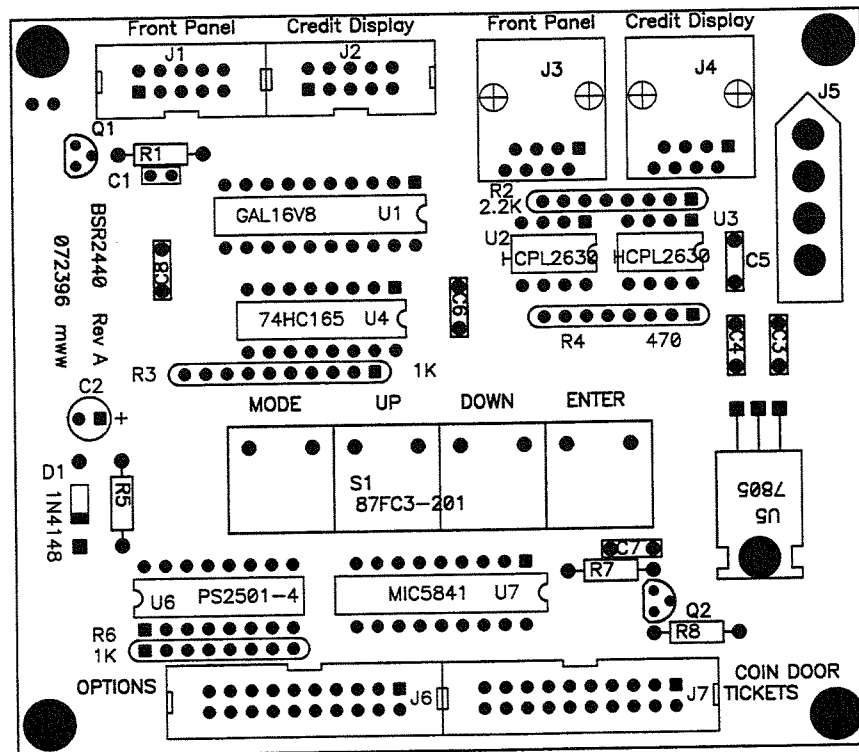 Front Panel Credit Display Front Panel Credit Display
J1 J2 J3 J4
J5
Q1
R1
C1
R2
2.2K
GAL16V8 U1
U3
U2
HCPL2630 HCPL2630
BSR2440 Rev A
072396 mww
C8
C5
C6
74HC165 U4
R4 470
C4
C3
R3 1K
C2
+
MODE UP DOWN ENTER
S1
87FC3-201
D1
1N4148
R5
U5
7805
C7
R7
U6 PS2501-4
MIC5841 U7
Q2
R8
R6
1K
OPTIONS
J6
J7
COIN DOOR
TICKETS